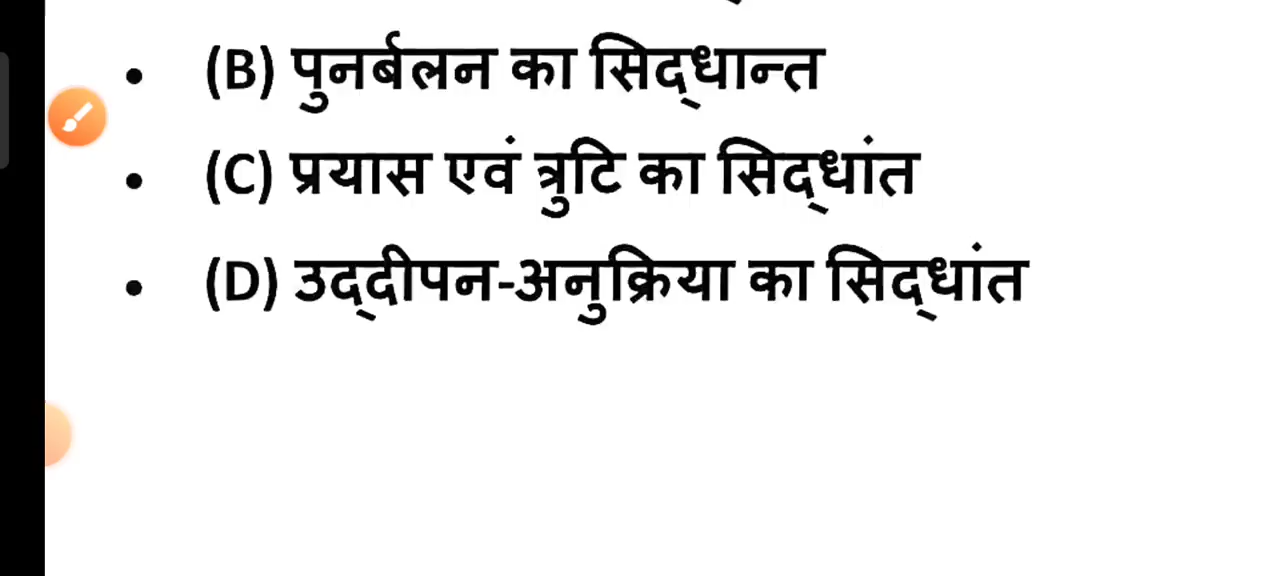 (B) पुनर्बलन का सिद्धान्त
(C) प्रयास एवं त्रुटि का सिद्धांत
(D) उद्दीपन-अनुक्रिया का सिद्धांत